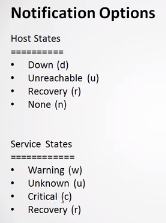 Notification Options
Host States
==========
• Down (d)
• Unreachable (u)
• Recovery (r)
• None (n)
Service States
============
• Warning (w)
• Unknown (u)
• Critical (c)
• Recovery (r)